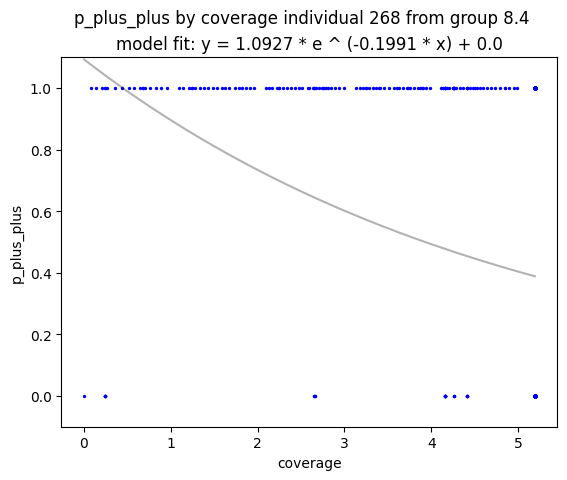 p_plus_plus by coverage individual 268 from group 8.4
model fit: y = 1.0927 * e ^ (-0.1991 * x) + 0.0
1.0
0.8
0.6
0.4
0.2
0.0
p_plus_plus
0 1 2 3 4 5
coverage